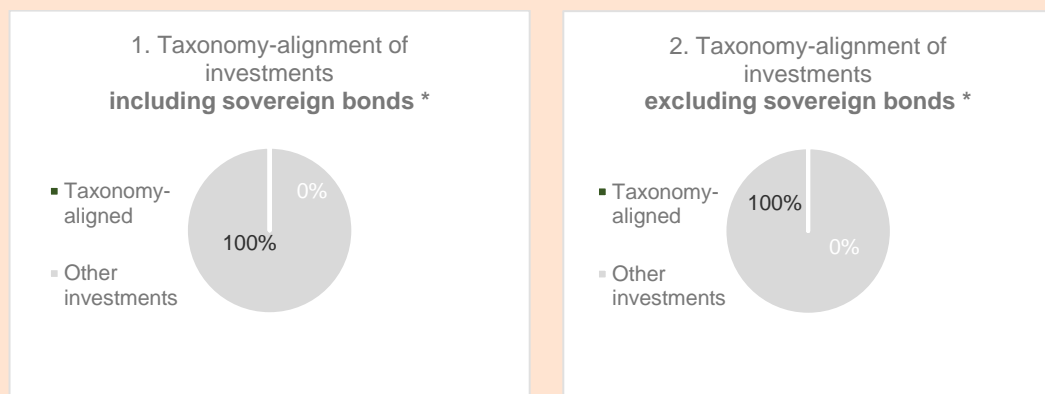 1. Taxonomy-alignment of
investments
including sovereign bonds *
Taxonomy-
aligned
Other
investments
0%
100%
2. Taxonomy-alignment of
investments
excluding sovereign bonds *
Taxonomy-
aligned
Other
investments
100%
0%